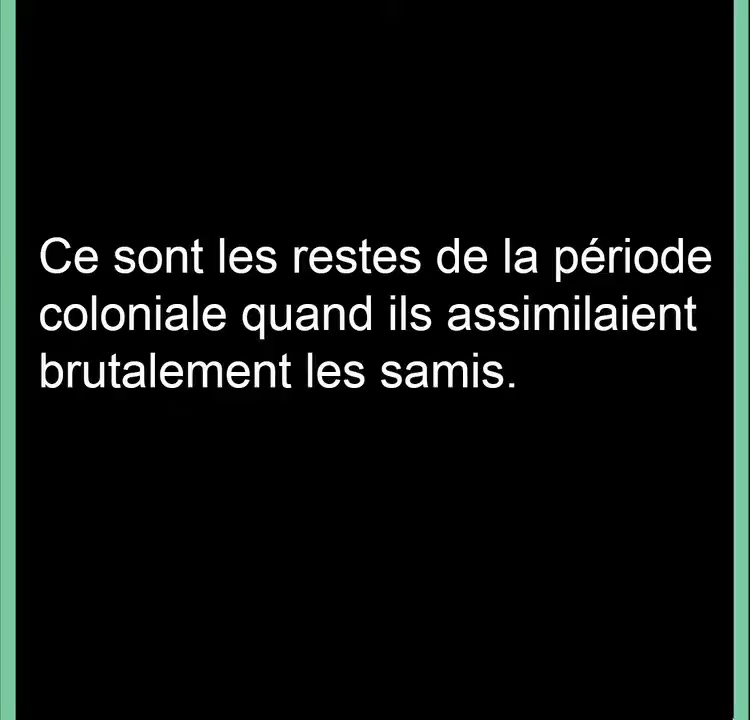 Ce sont les restes de la période
coloniale quand ils assimilaient
brutalement les samis.